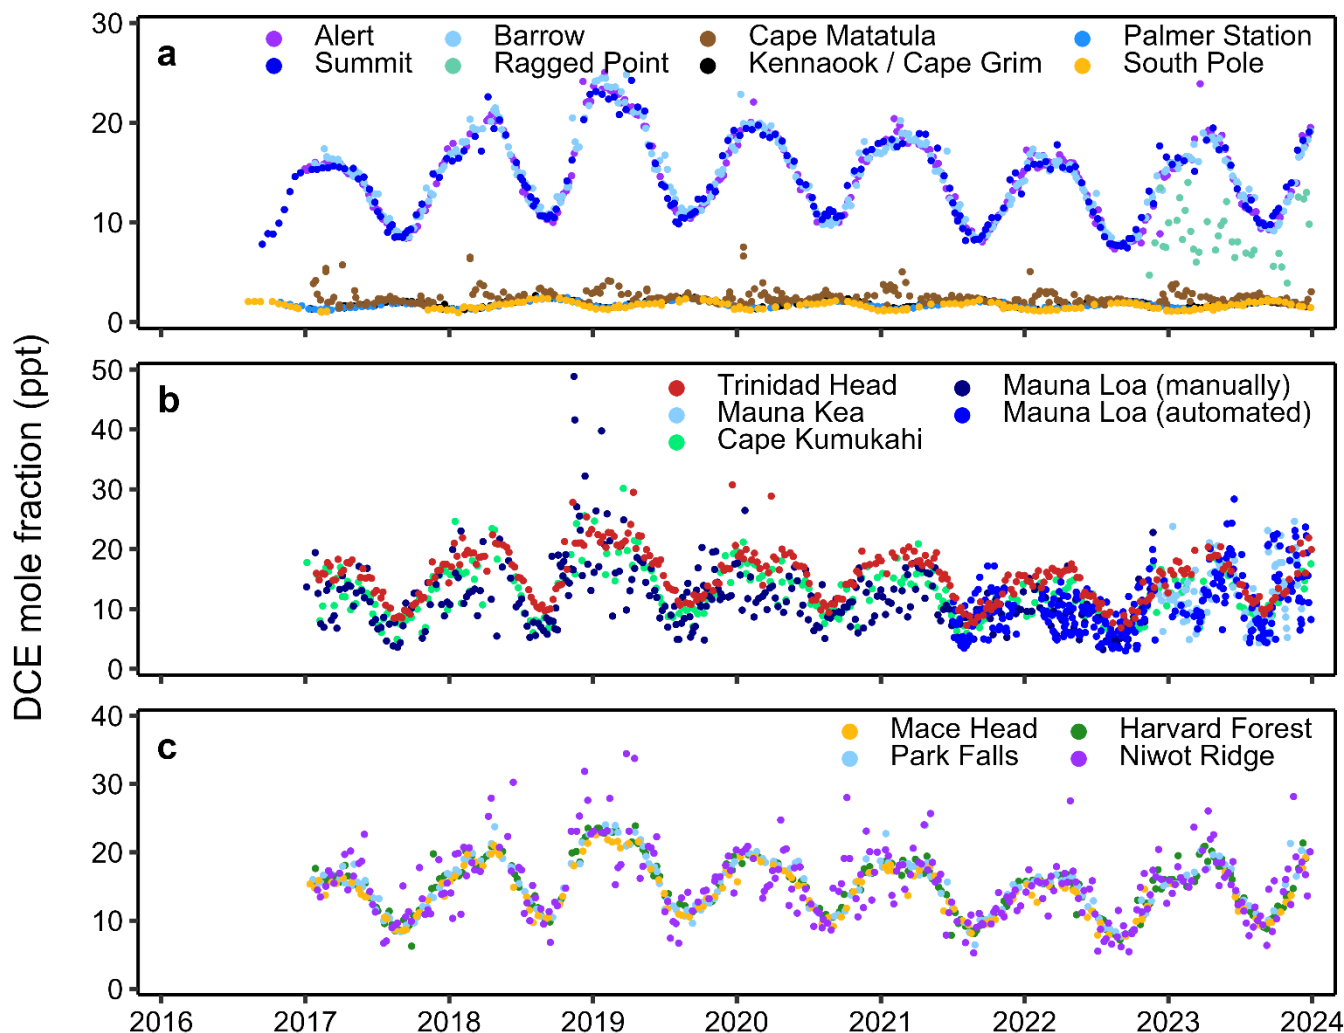 DCE mole fraction (ppt)
a
Alert Barrow Cape Matatula Palmer Station
Summit Ragged Point Kennaook / Cape Grim South Pole
30
20
10
0
b
Trinidad Head Mauna Loa (manually)
Mauna Kea Mauna Loa (automated)
Cape Kumukahi
50
40
30
20
10
0
c
Mace Head Harvard Forest
Park Falls Niwot Ridge
40
30
20
10
0
2016 2017 2018 2019 2020 2021 2022 2023 2024